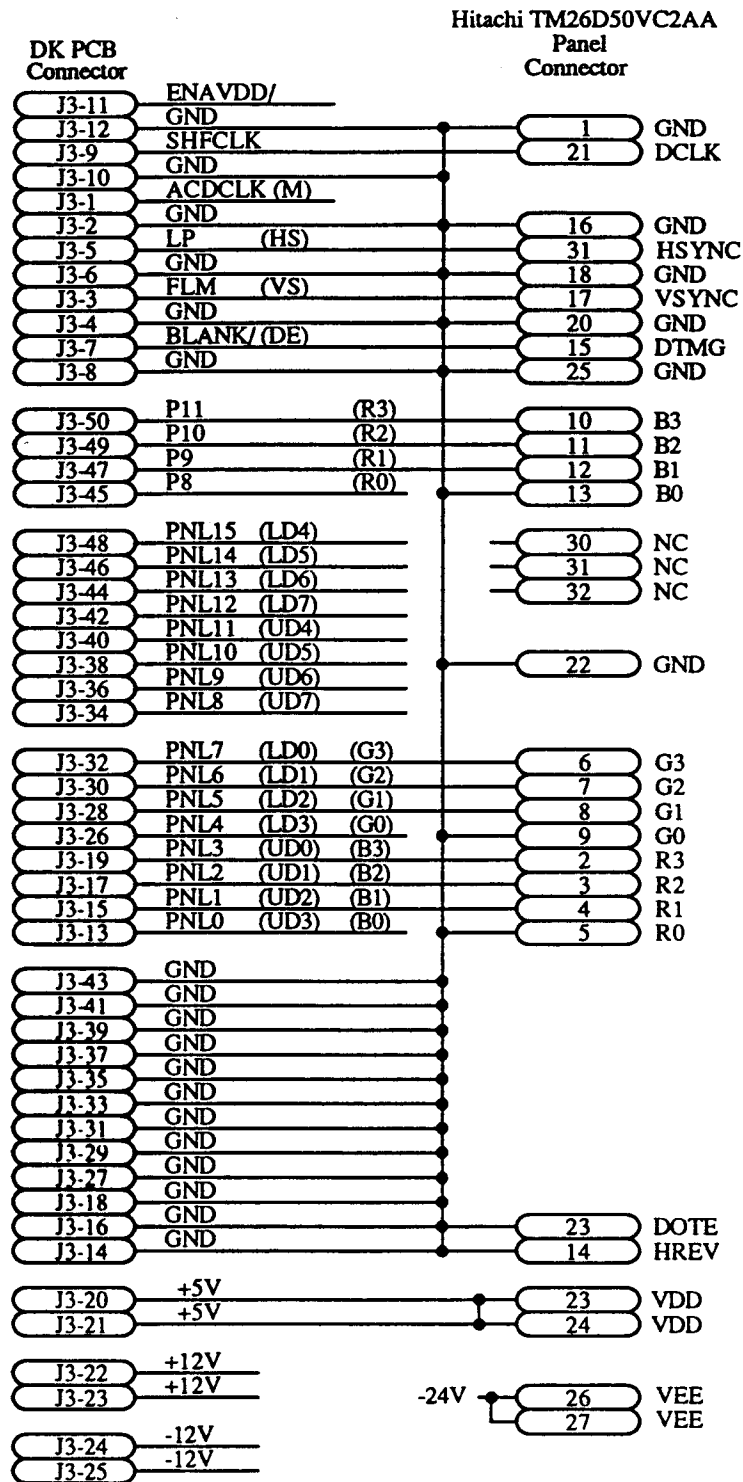 Hitachi TM26D50VC2AA
Panel
Connector
DK PCB
Connector
J3-11 ENAVDD/
J3-12 GND 1 GND
J3-9 SHFCLK 21 DCLK
J3-10 GND
J3-1 ACDCLK (M)
J3-2 GND 16 GND
J3-5 LP (HS) 31 HSYNC
J3-6 GND 18 GND
J3-3 FLM (VS) 17 VSYNC
J3-4 GND 20 GND
J3-7 BLANK/ (DE) 15 DTMG
J3-8 GND 25 GND
J3-50 P11 (R3) 10 B3
J3-49 P10 (R2) 11 B2
J3-47 P9 (R1) 12 B1
J3-45 P8 (R0) 13 B0
J3-48 PNL15 (LD4) 30 NC
J3-46 PNL14 (LD5) 31 NC
J3-44 PNL13 (LD6) 32 NC
J3-42 PNL12 (LD7)
J3-40 PNL11 (UD4)
J3-38 PNL10 (UD5) 22 GND
J3-36 PNL9 (UD6)
J3-34 PNL8 (UD7)
J3-32 PNL7 (LD0) (G3) 6 G3
J3-30 PNL6 (LD1) (G2) 7 G2
J3-28 PNL5 (LD2) (G1) 8 G1
J3-26 PNL4 (LD3) (G0) 9 G0
J3-19 PNL3 (UD0) (B3) 2 R3
J3-17 PNL2 (UD1) (B2) 3 R2
J3-15 PNL1 (UD2) (B1) 4 R1
J3-13 PNL0 (UD3) (B0) 5 R0
J3-43 GND
J3-41 GND
J3-39 GND
J3-37 GND
J3-35 GND
J3-33 GND
J3-31 GND
J3-29 GND
J3-27 GND
J3-18 GND
J3-16 GND 23 DOTE
J3-14 GND 14 HREV
J3-20 +5V 23 VDD
J3-21 +5V 24 VDD
J3-22 +12V
J3-23 +12V -24V 26 VEE
27 VEE
J3-24 -12V
J3-25 -12V